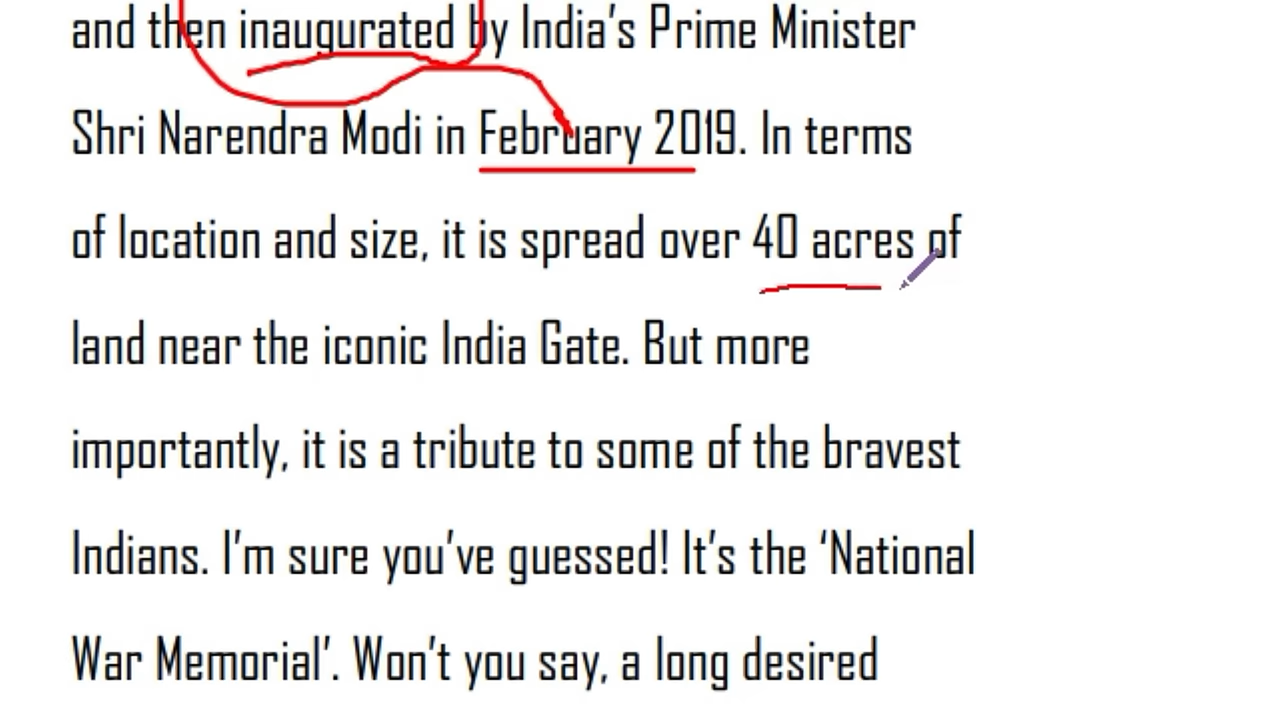 and then inaugurated by India’s Prime Minister
Shri Narendra Modi in February 2019. In terms
of location and size, it is spread over 40 acres of
land near the iconic India Gate. But more
importantly, it is a tribute to some of the bravest
Indians. I’m sure you’ve guessed! It’s the ‘National
War Memorial’. Won’t you say, a long desired